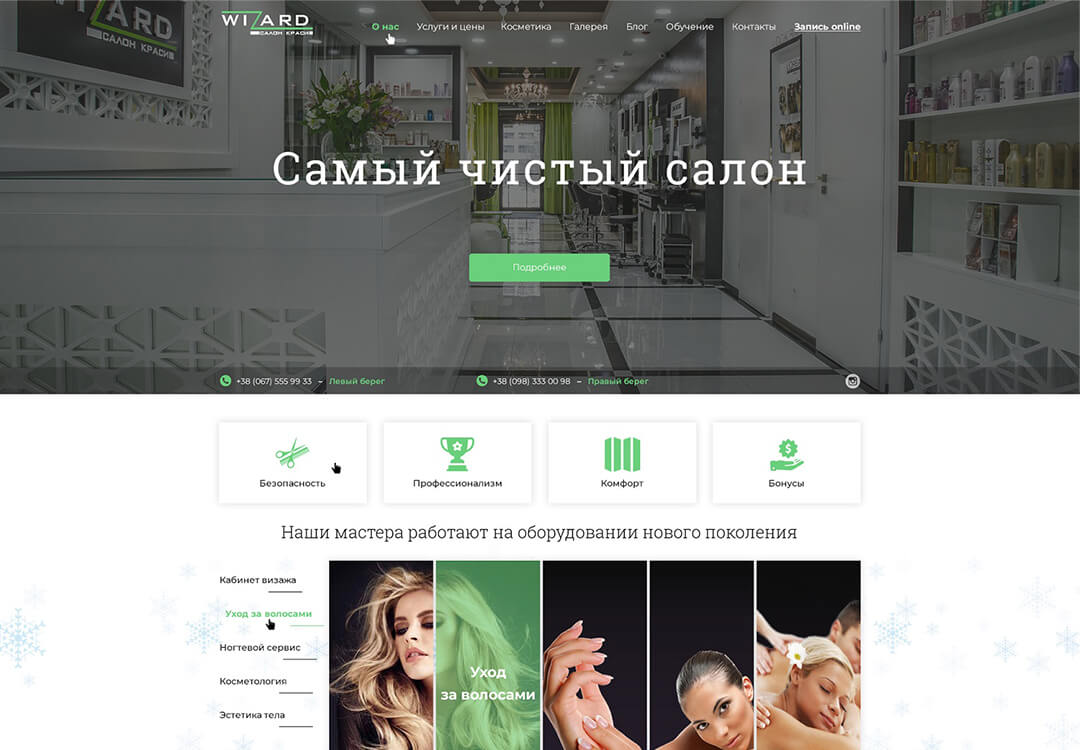 WIZARD
САЛОН КРАСИ
WIZARD
САЛОН КРАСИ
О нас
Услуги и цены
Косметика
Галерея
Блог
Обучение
Контакты
Запись online
Самый чистый салон
Подробнее
+38 (067) 555 99 33 – Левый берег
+38 (098) 333 00 98 – Правый берег
Безопасность
Профессионализм
Комфорт
Бонусы
Наши мастера работают на оборудовании нового поколения
Кабинет визажа
Уход за волосами
Ногтевой сервис
Косметология
Эстетика тела
Уход
за волосами